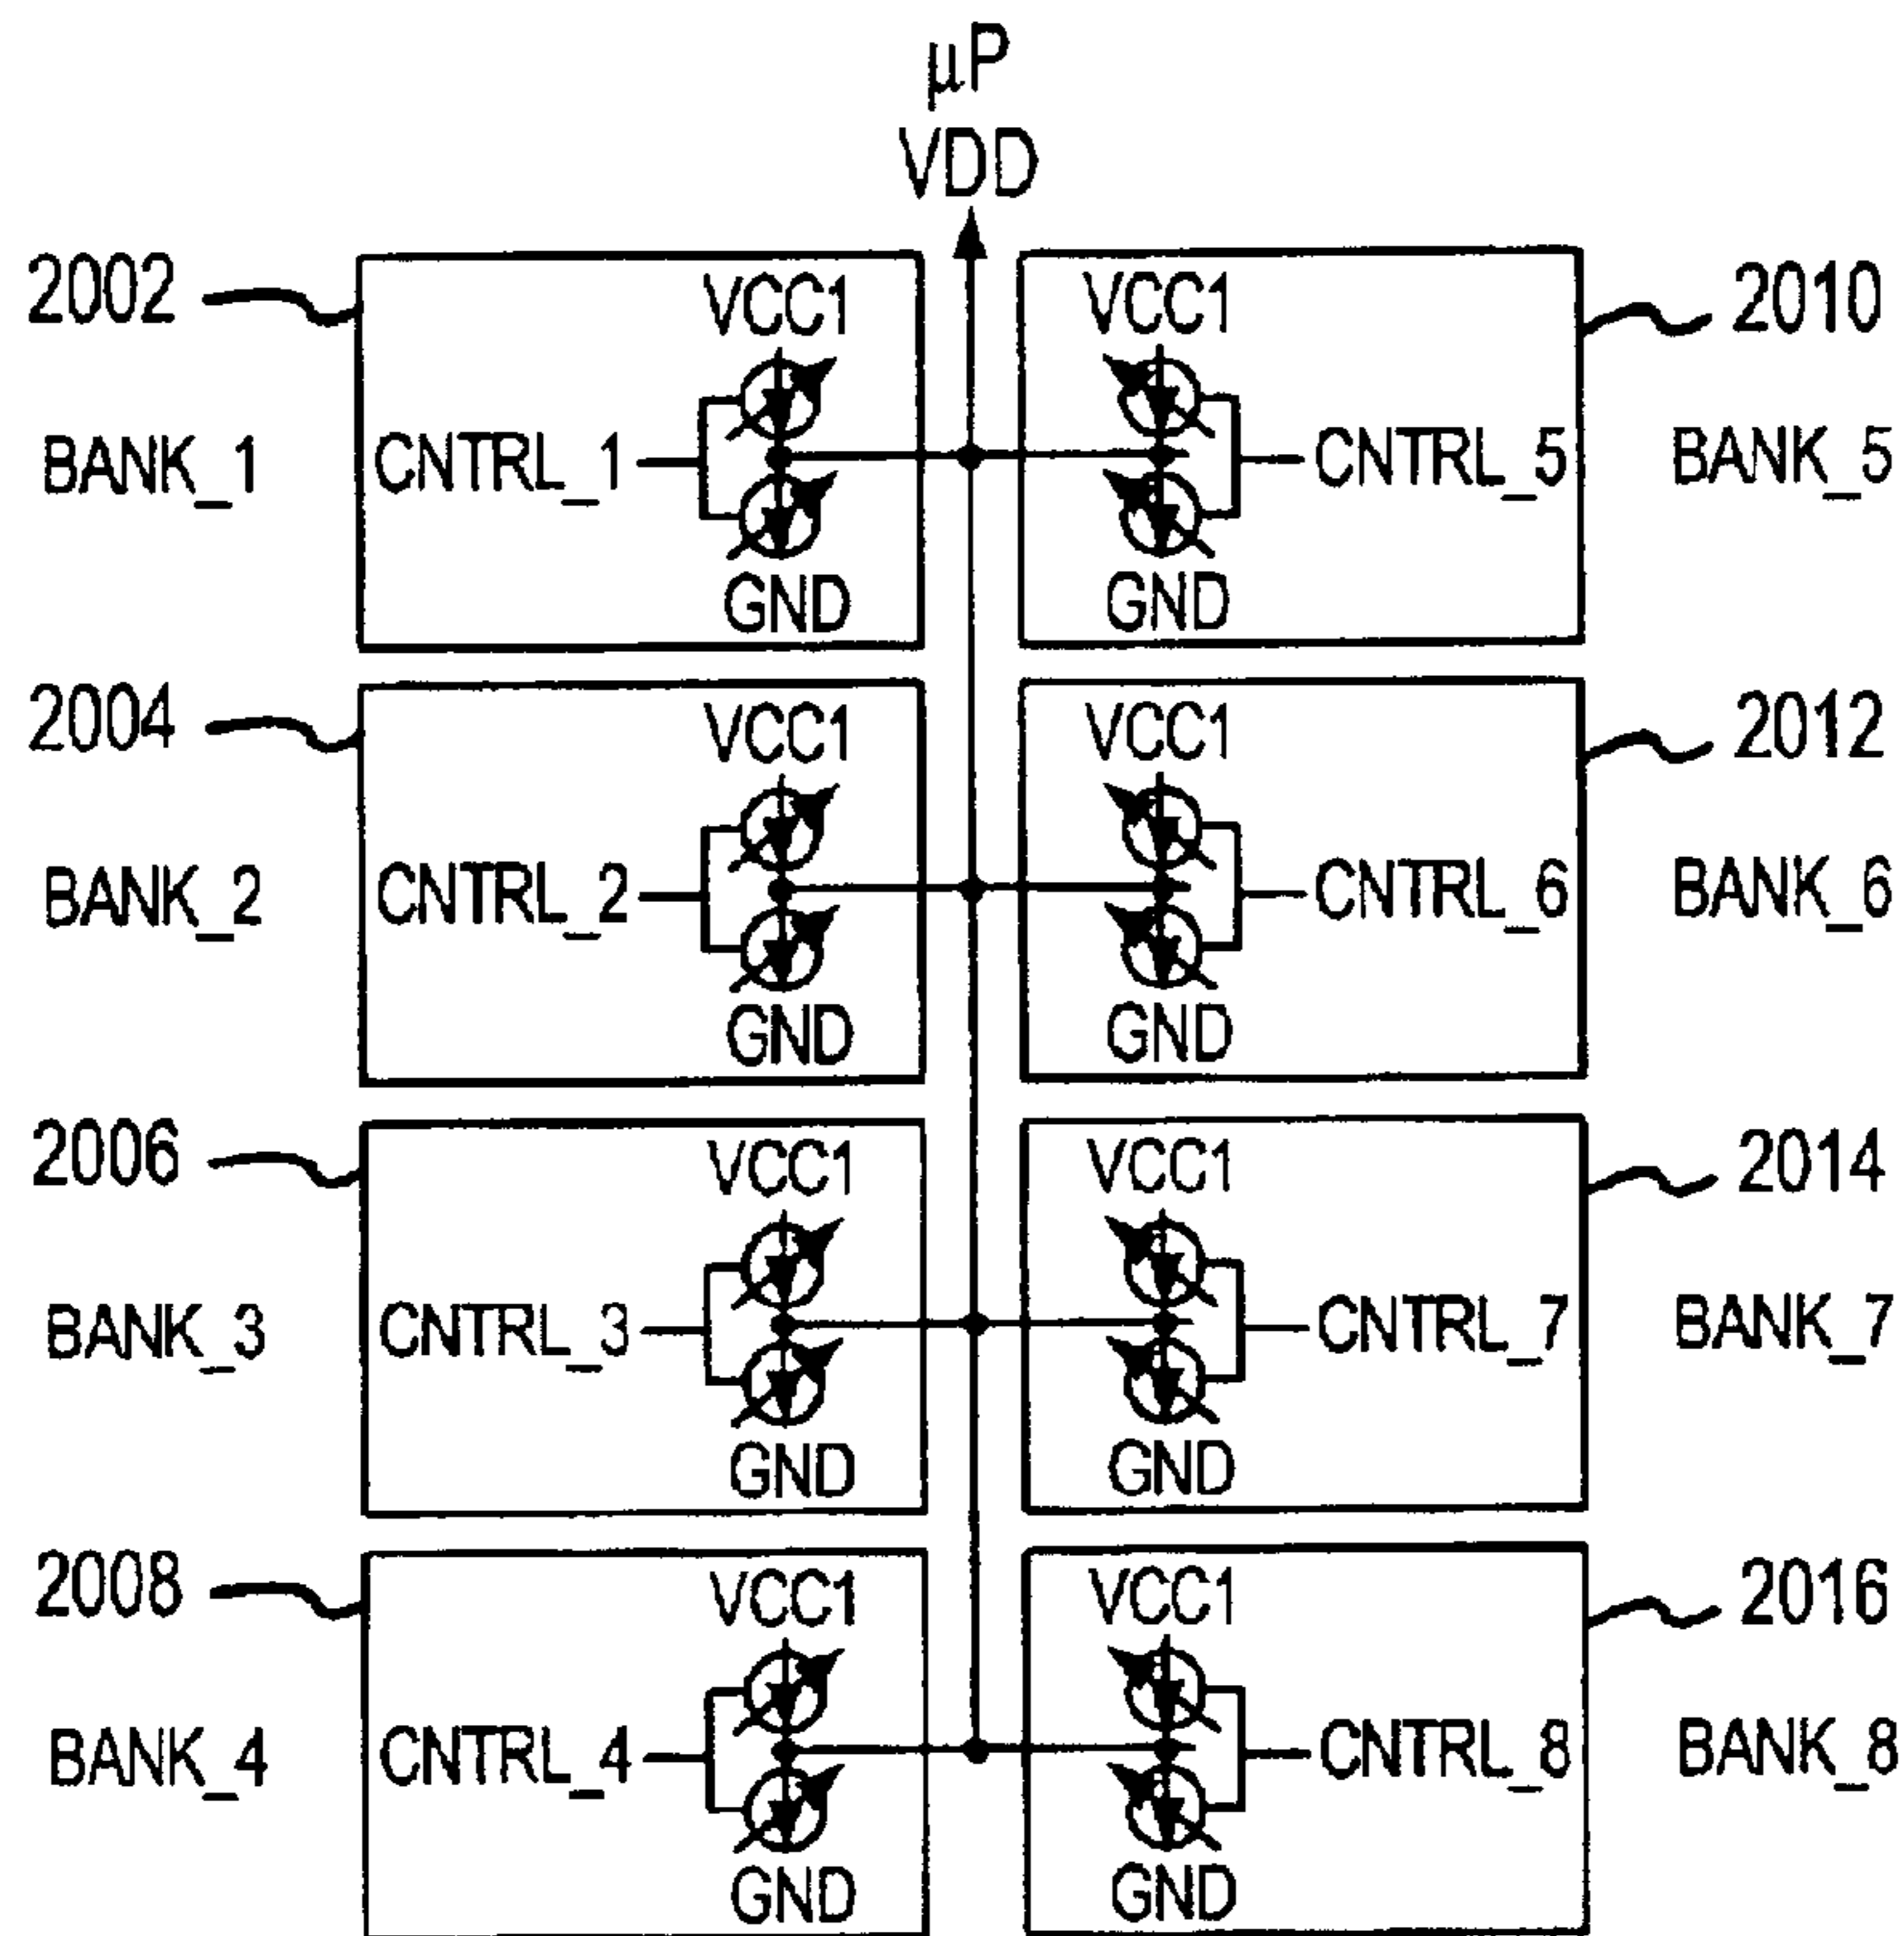 µP
VDD
2002
VCC1
BANK_1
CNTRL_1
GND
VCC1
2010
CNTRL_5
BANK_5
GND
2004
VCC1
BANK_2
CNTRL_2
GND
VCC1
2012
CNTRL_6
BANK_6
GND
2006
VCC1
BANK_3
CNTRL_3
GND
VCC1
2014
CNTRL_7
BANK_7
GND
2008
VCC1
BANK_4
CNTRL_4
GND
VCC1
2016
CNTRL_8
BANK_8
GND